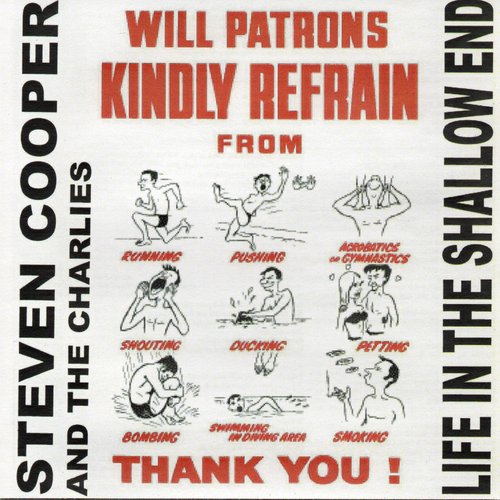 STEVEN COOPER
AND THE CHARLIES
WILL PATRONS
KINDLY REFRAIN
FROM
RUNNING
PUSHING
ACROBATICS
OR GYMNASTICS
SHOUTING
DUCKING
PETTING
BOMBING
SWIMMING
IN DIVING AREA
SMOKING
THANK YOU !
LIFE IN THE SHALLOW END